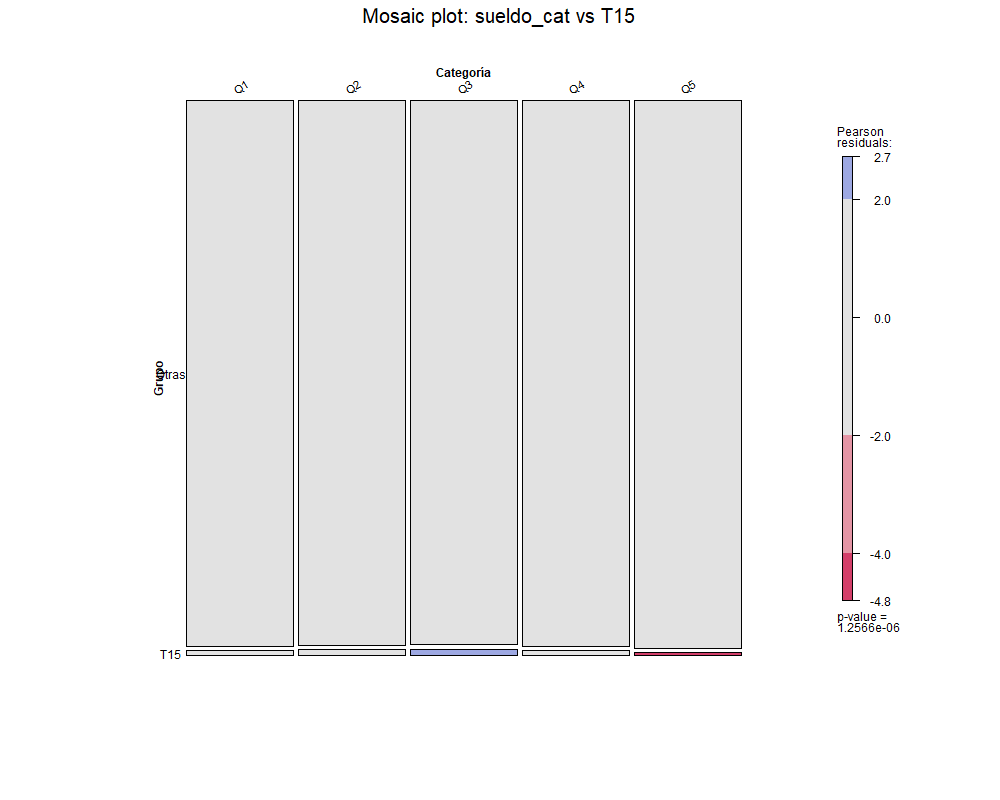 Mosaic plot: sueldo_cat vs T15
Categoría
Q1 Q2 Q3 Q4 Q5
Grupo
Otras
T15
Pearson
residuals:
2.7
2.0
0.0
-2.0
-4.0
-4.8
p-value =
1.2566e-06